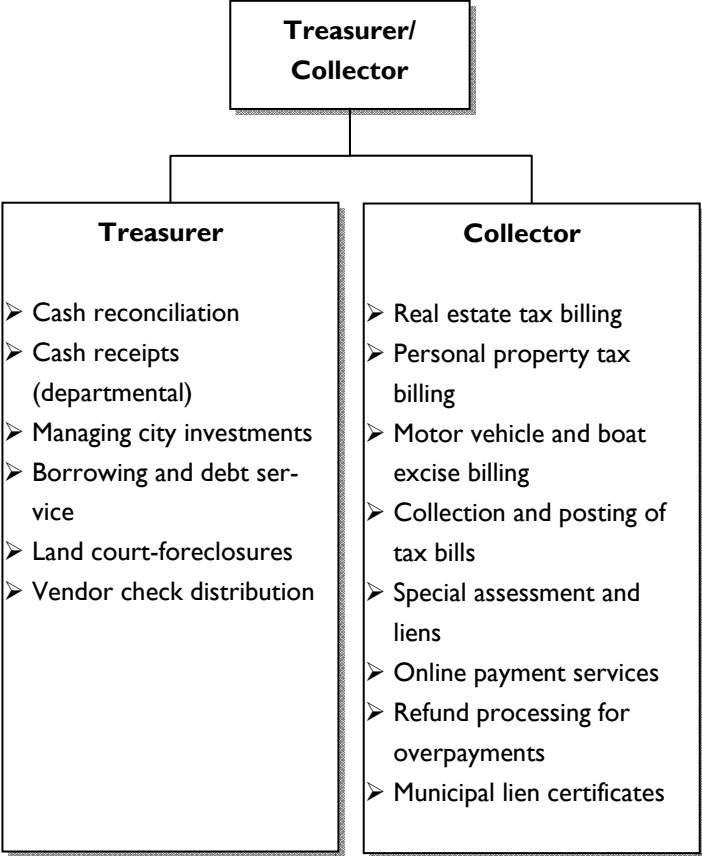 Treasurer/
Collector
Treasurer
➢ Cash reconciliation
➢ Cash receipts
(departmental)
➢ Managing city investments
➢ Borrowing and debt ser-
vice
➢ Land court-foreclosures
➢ Vendor check distribution
Collector
➢ Real estate tax billing
➢ Personal property tax
billing
➢ Motor vehicle and boat
excise billing
➢ Collection and posting of
tax bills
➢ Special assessment and
liens
➢ Online payment services
➢ Refund processing for
overpayments
➢ Municipal lien certificates